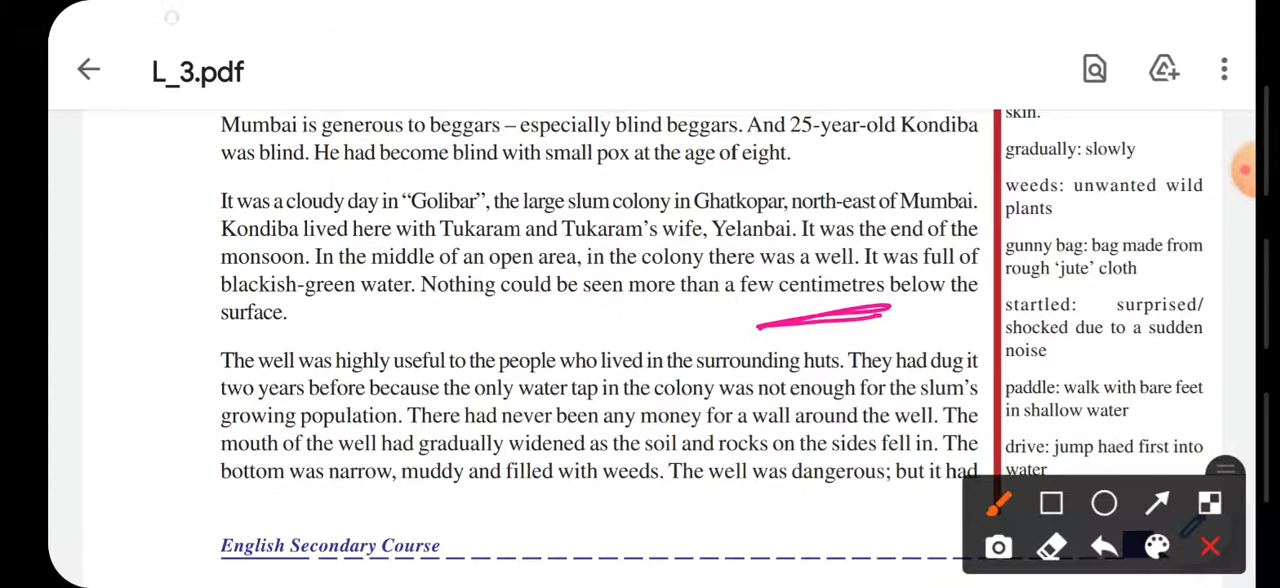 L_3.pdf
Mumbai is generous to beggars – especially blind beggars. And 25-year-old Kondiba
was blind. He had become blind with small pox at the age of eight.
It was a cloudy day in “Golibar”, the large slum colony in Ghatkopar, north-east of Mumbai.
Kondiba lived here with Tukaram and Tukaram’s wife, Yelanbai. It was the end of the
monsoon. In the middle of an open area, in the colony there was a well. It was full of
blackish-green water. Nothing could be seen more than a few centimetres below the
surface.
The well was highly useful to the people who lived in the surrounding huts. They had dug it
two years before because the only water tap in the colony was not enough for the slum’s
growing population. There had never been any money for a wall around the well. The
mouth of the well had gradually widened as the soil and rocks on the sides fell in. The
bottom was narrow, muddy and filled with weeds. The well was dangerous; but it had
English Secondary Course
skin.
gradually: slowly
weeds: unwanted wild
plants
gunny bag: bag made from
rough ‘jute’ cloth
startled: surprised/
shocked due to a sudden
noise
paddle: walk with bare feet
in shallow water
drive: jump haed first into
water